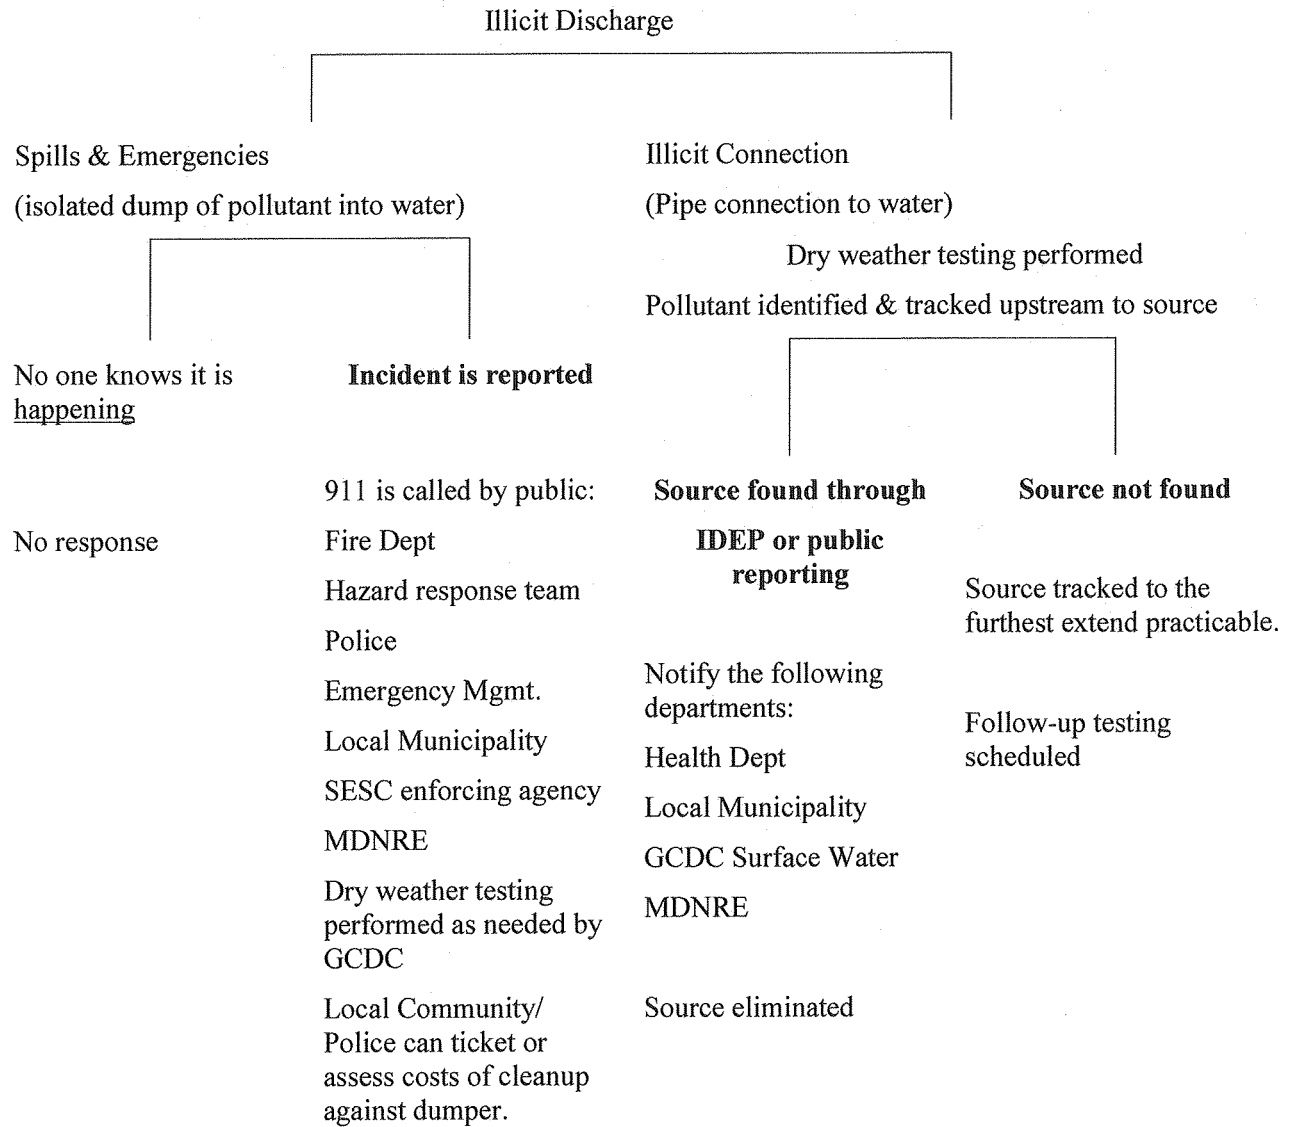 Illicit Discharge
Spills & Emergencies
(isolated dump of pollutant into water)
Illicit Connection
(Pipe connection to water)
Dry weather testing performed
Pollutant identified & tracked upstream to source
No one knows it is
happening
No response
Incident is reported
911 is called by public:
Fire Dept
Hazard response team
Police
Emergency Mgmt.
Local Municipality
SESC enforcing agency
MDNRE
Dry weather testing
performed as needed by
GCDC
Local Community/
Police can ticket or
assess costs of cleanup
against dumper.
Source found through
IDEP or public
reporting
Notify the following
departments:
Health Dept
Local Municipality
GCDC Surface Water
MDNRE
Source eliminated
Source not found
Source tracked to the
furthest extend practicable.
Follow-up testing
scheduled